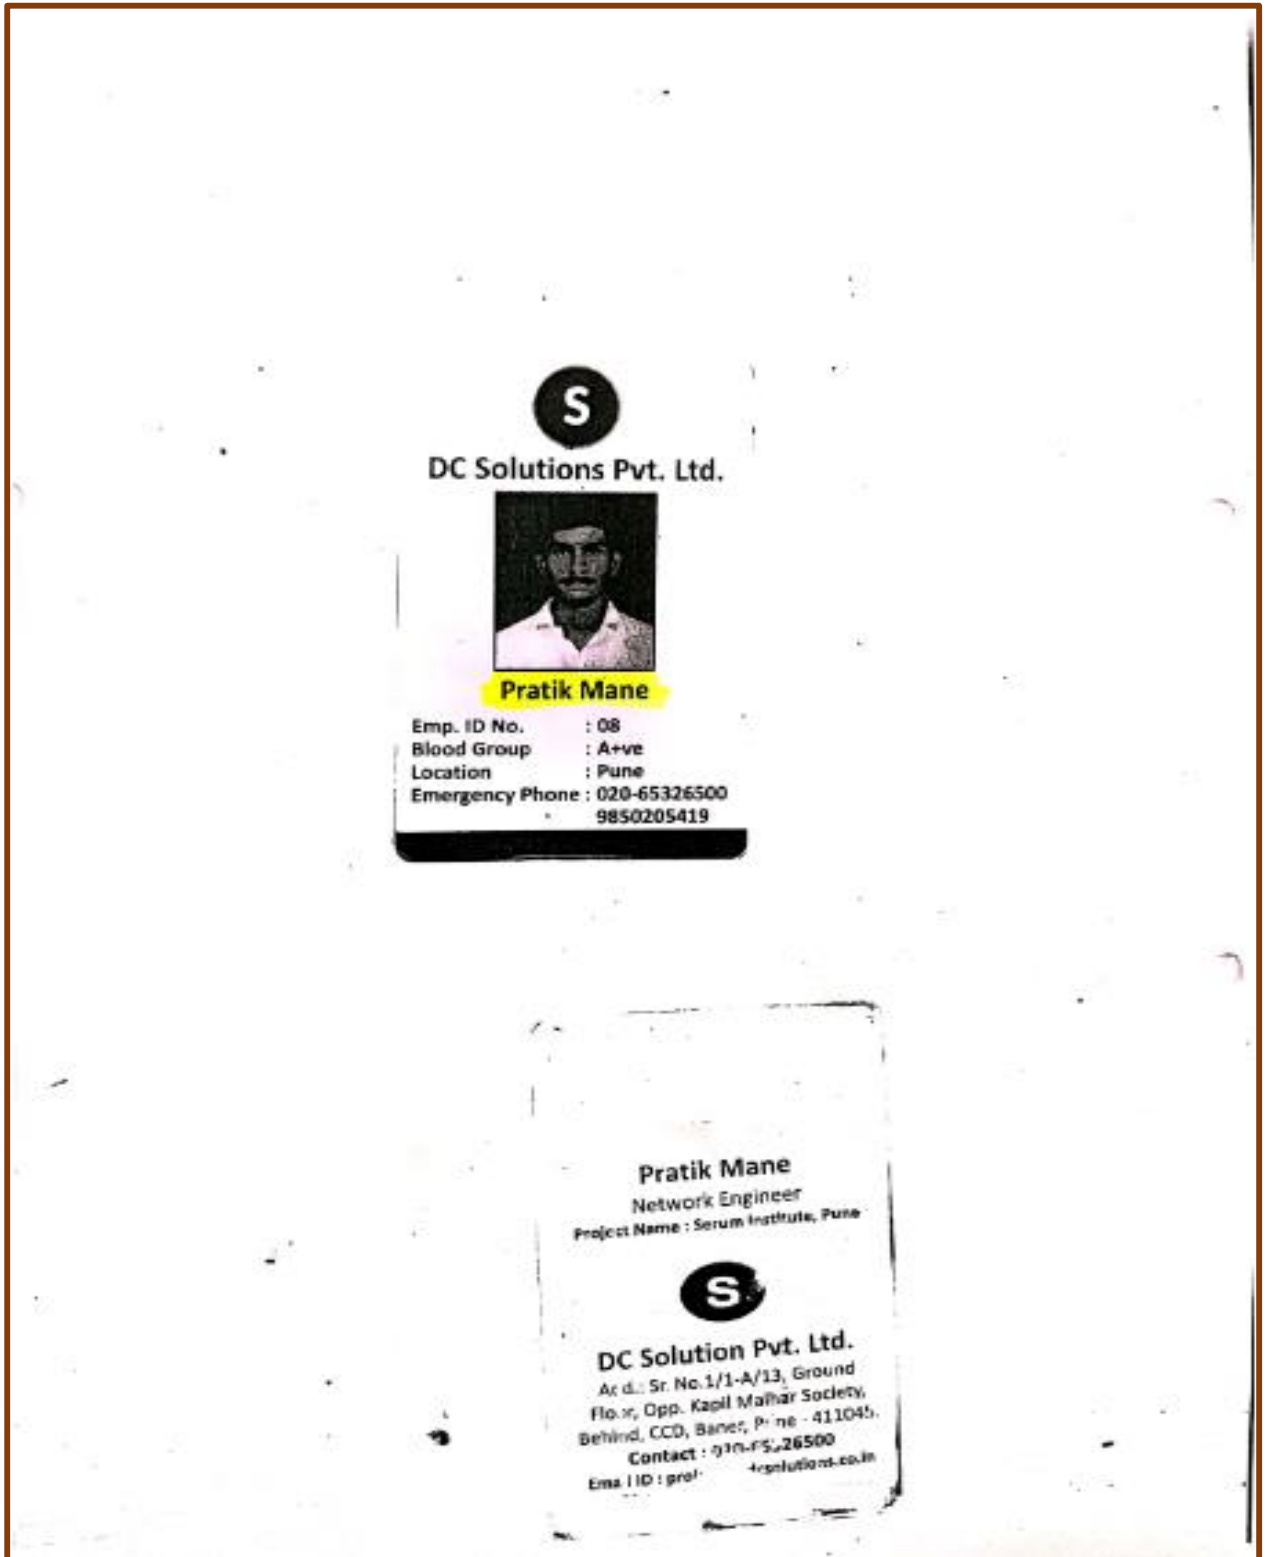 S
DC Solutions Pvt. Ltd.
Pratik Mane
Emp. ID No. : 08
Blood Group : A+ve
Location : Pune
Emergency Phone : 020-65326500
9850205419
Pratik Mane
Network Engineer
Project Name : Serum Institute, Pune
S
DC Solution Pvt. Ltd.
Sr. No.1/1-A/13, Ground
Opp. Kapil Malhar Society,
Behind, CCD, Baner, - 411045.
Contact :
ID :